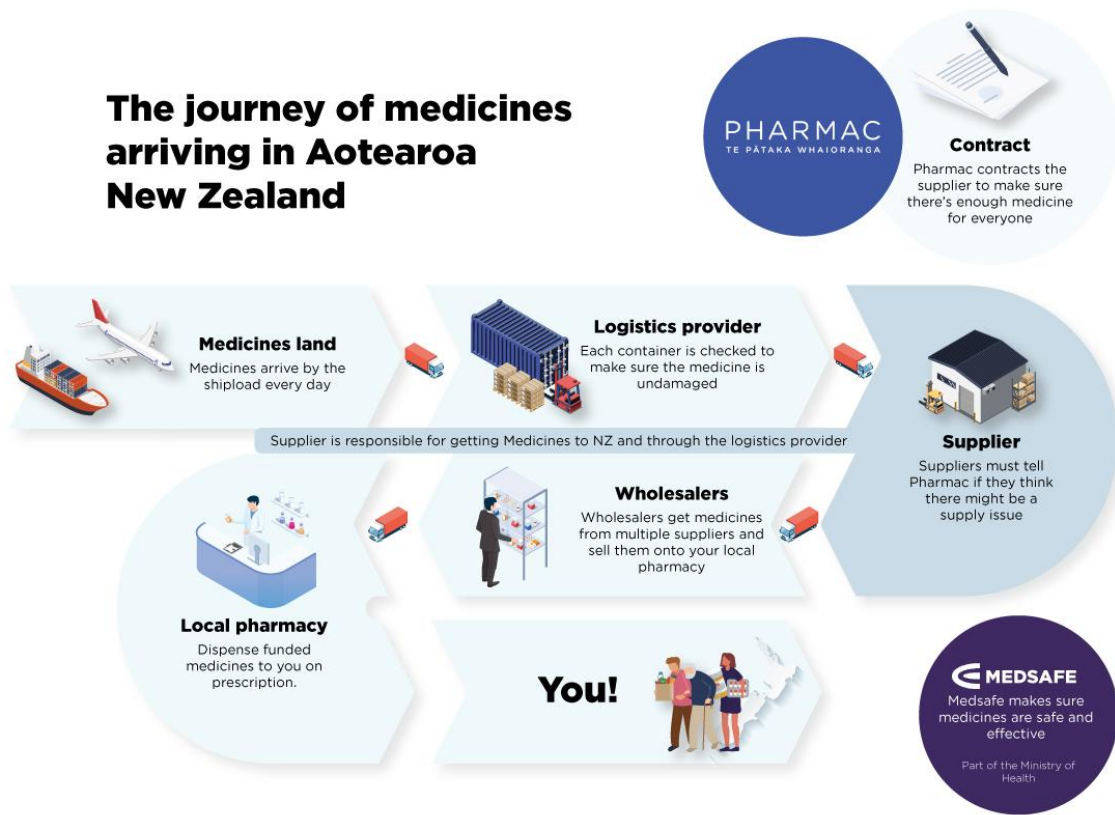 The journey of medicines
arriving in Aotearoa
New Zealand
PHARMAC
TE PĀTAKA WHAIORANGA
Contract
Pharmac contracts the
supplier to make sure
there's enough medicine
for everyone
Medicines land
Medicines arrive by the
shipload every day
Logistics provider
Each container is checked to
make sure the medicine is
undamaged
Supplier is responsible for getting Medicines to NZ and through the logistics provider
Supplier
Suppliers must tell
Pharmac if they think
there might be a
supply issue
Wholesalers
Wholesalers get medicines
from multiple suppliers and
sell them onto your local
pharmacy
Local pharmacy
Dispense funded
medicines to you on
prescription.
You!
MEDSAFE
Medsafe makes sure
medicines are safe and
effective
Part of the Ministry of
Health